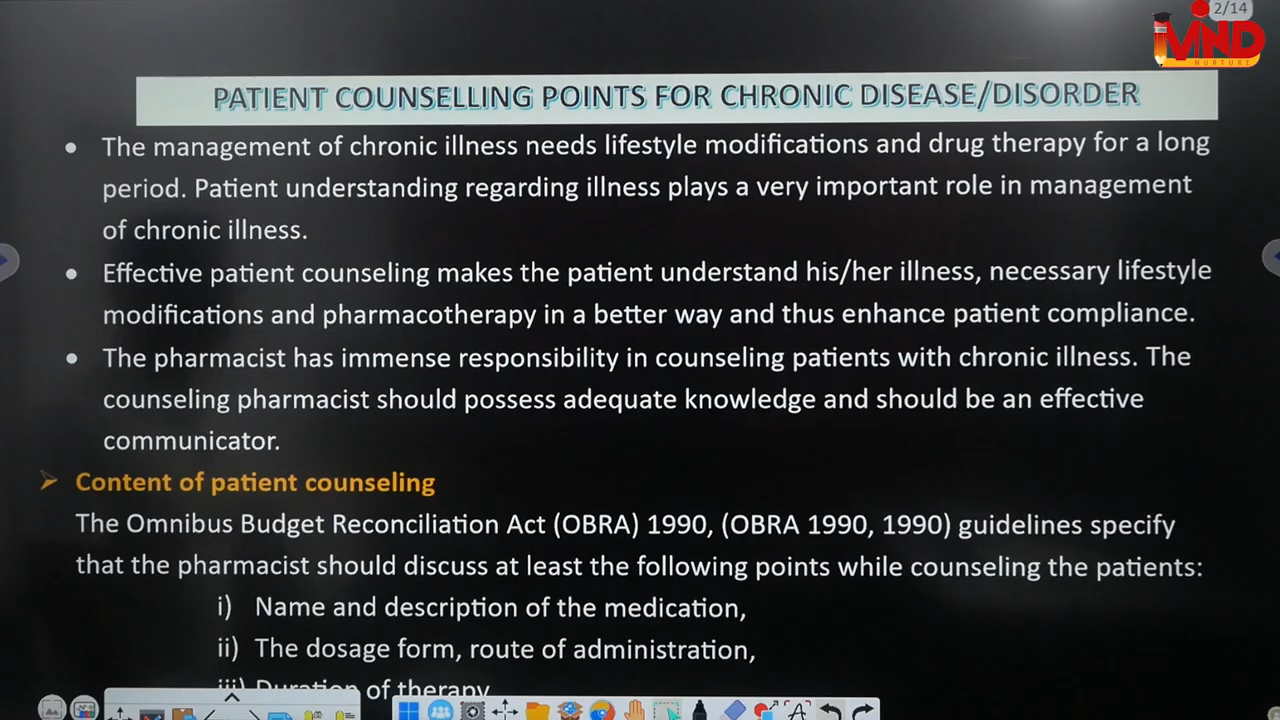 2/14
MIND
NURTURE
PATIENT COUNSELLING POINTS FOR CHRONIC DISEASE/DISORDER
• The management of chronic illness needs lifestyle modifications and drug therapy for a long
period. Patient understanding regarding illness plays a very important role in management
of chronic illness.
• Effective patient counseling makes the patient understand his/her illness, necessary lifestyle
modifications and pharmacotherapy in a better way and thus enhance patient compliance.
• The pharmacist has immense responsibility in counseling patients with chronic illness. The
counseling pharmacist should possess adequate knowledge and should be an effective
communicator.
➢ Content of patient counseling
The Omnibus Budget Reconciliation Act (OBRA) 1990, (OBRA 1990, 1990) guidelines specify
that the pharmacist should discuss at least the following points while counseling the patients:
i) Name and description of the medication,
ii) The dosage form, route of administration,
iii) Duration of therapy